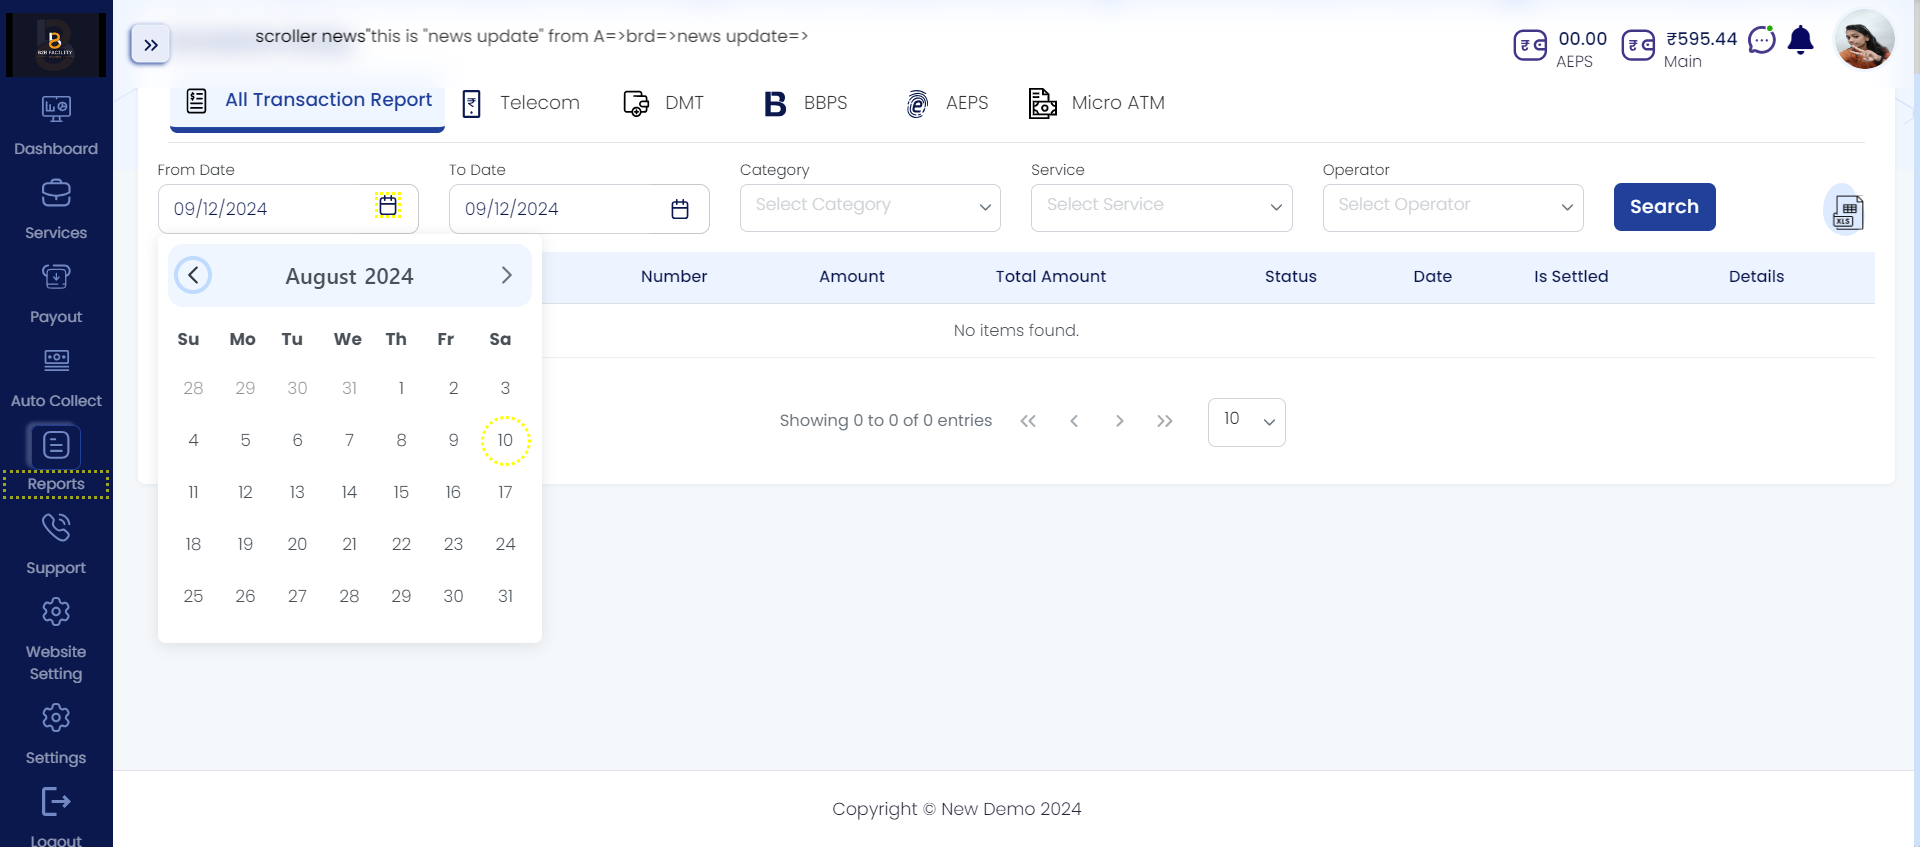 B2B FACILITY
scroller news"this is "news update" from A=>brd=>news update=>
00.00
AEPS
₹595.44
Main
Dashboard
Services
Payout
Auto Collect
Reports
Support
Website
Setting
Settings
Logout
All Transaction Report
Telecom
DMT
BBPS
AEPS
Micro ATM
From Date
To Date
Category
Service
Operator
09/12/2024
09/12/2024
Select Category
Select Service
Select Operator
Search
XLS
August 2024
Number
Amount
Total Amount
Status
Date
Is Settled
Details
No items found.
Su Mo Tu We Th Fr Sa
28 29 30 31 1 2 3
4 5 6 7 8 9 10
11 12 13 14 15 16 17
18 19 20 21 22 23 24
25 26 27 28 29 30 31
Showing 0 to 0 of 0 entries
10
Copyright © New Demo 2024